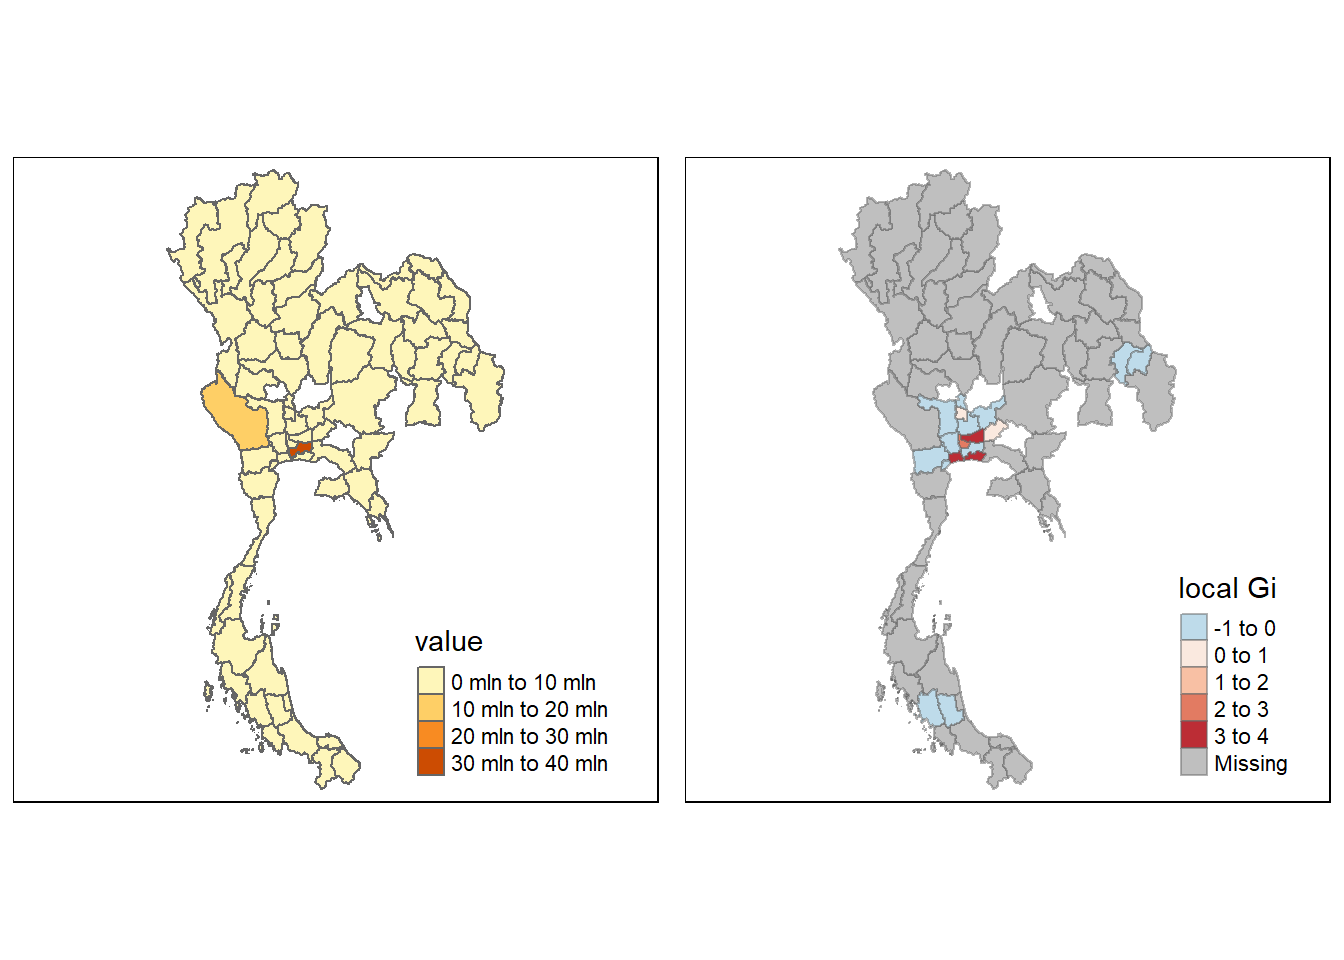 value
0 mln to 10 mln
10 mln to 20 mln
20 mln to 30 mln
30 mln to 40 mln
local Gi
-1 to 0
0 to 1
1 to 2
2 to 3
3 to 4
Missing